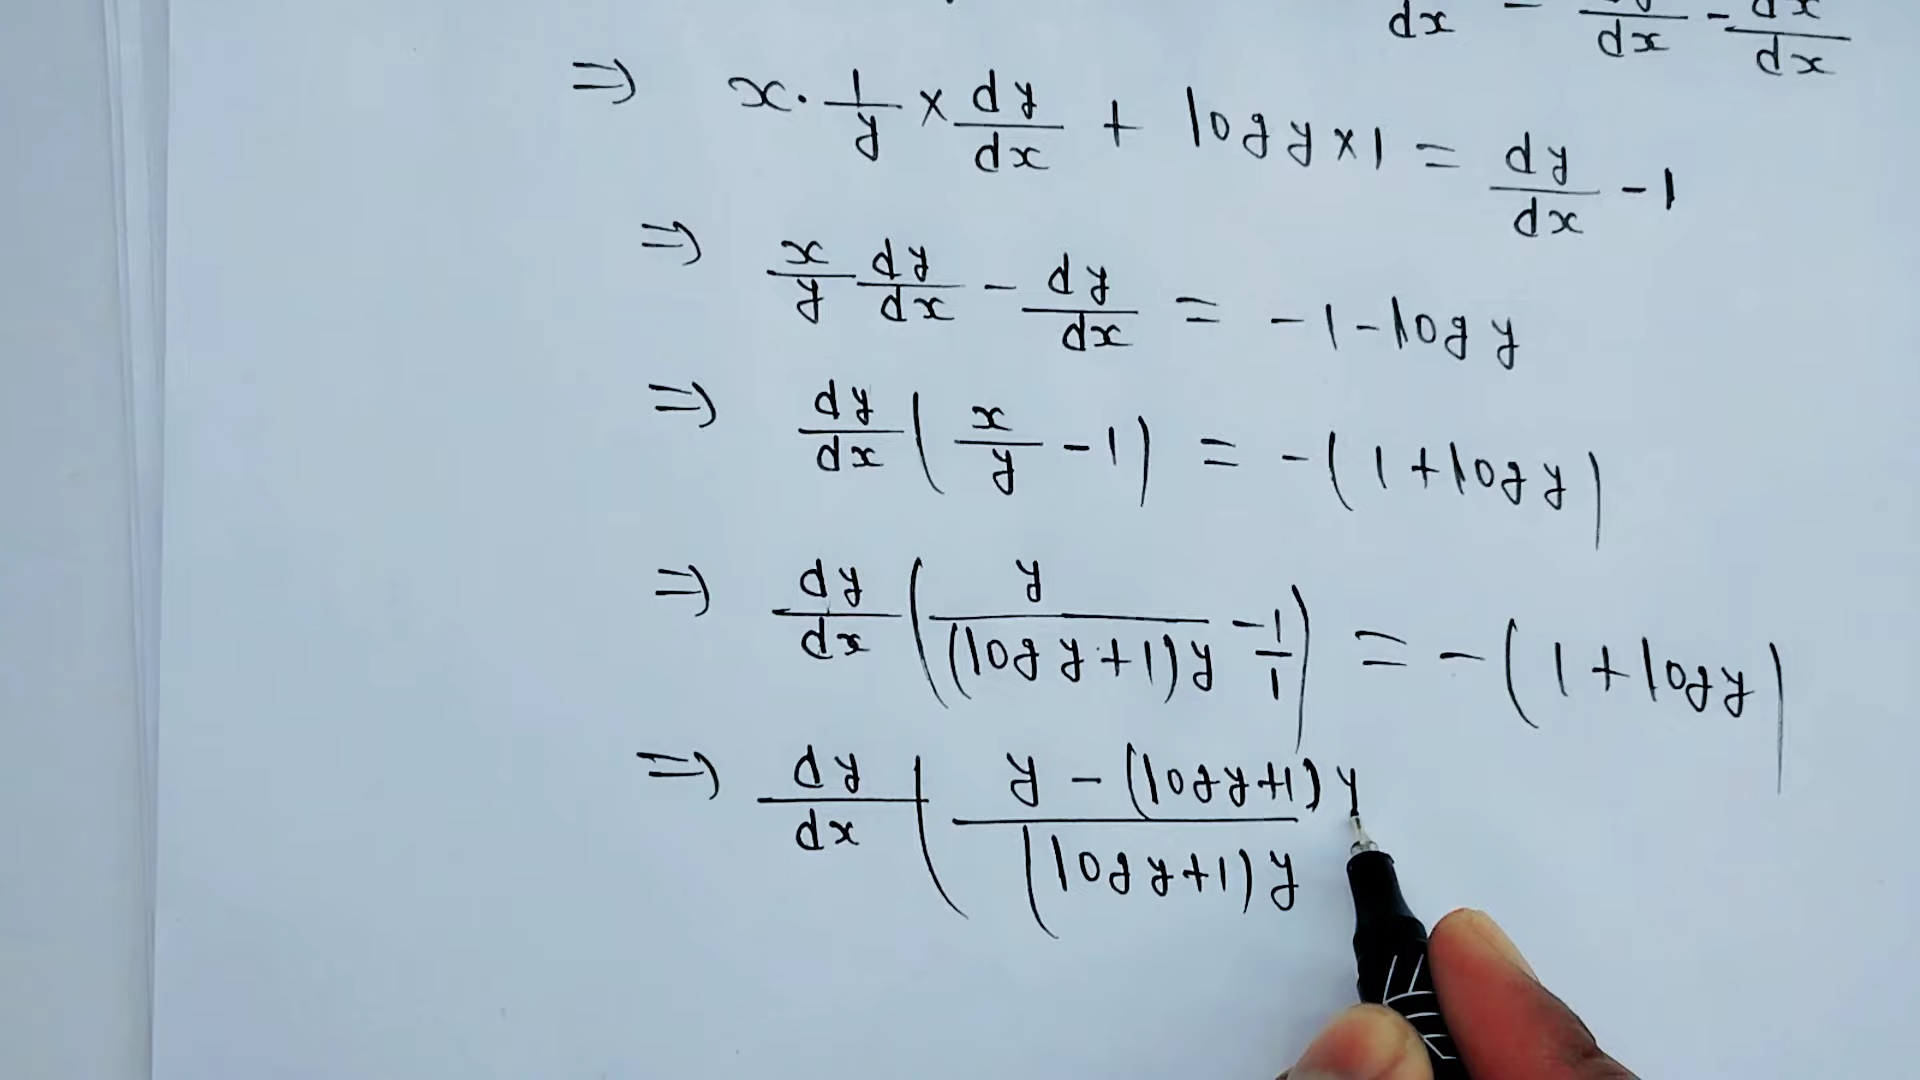 dx = dy/dx - dx/dx
⇒ x · 1/y × dy/dx + log y × 1 = dy/dx - 1
⇒ x/y dy/dx - dy/dx = - 1 - log y
⇒ dy/dx ( x/y - 1 ) = - ( 1 + log y )
⇒ dy/dx ( y/(log y + 1) y - 1/1 ) = - ( 1 + log y )
⇒ dy/dx ( y - (log y + 1) y / (log y + 1) y